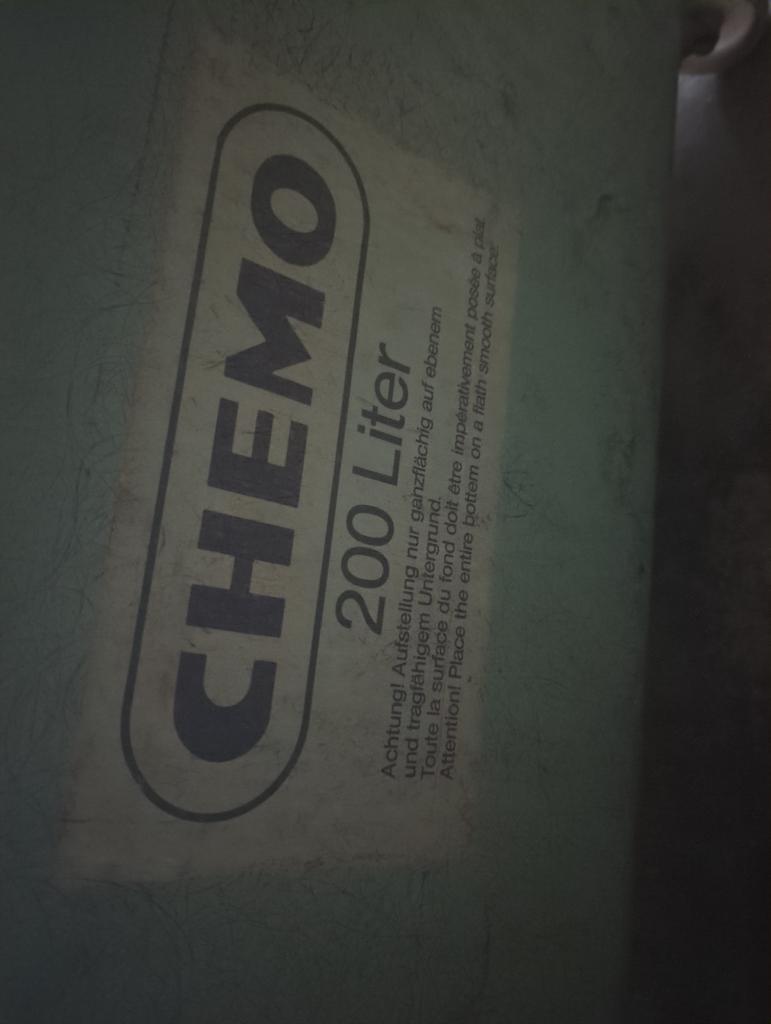 CHEMO
200 Liter
Achtung! Aufstellung nur ganzflächig auf ebenem
und tragfähigem Untergrund.
Toute la surface du fond doit être impérativement posée à plat
Attention! Place the entire bottem on a flath smooth surface!